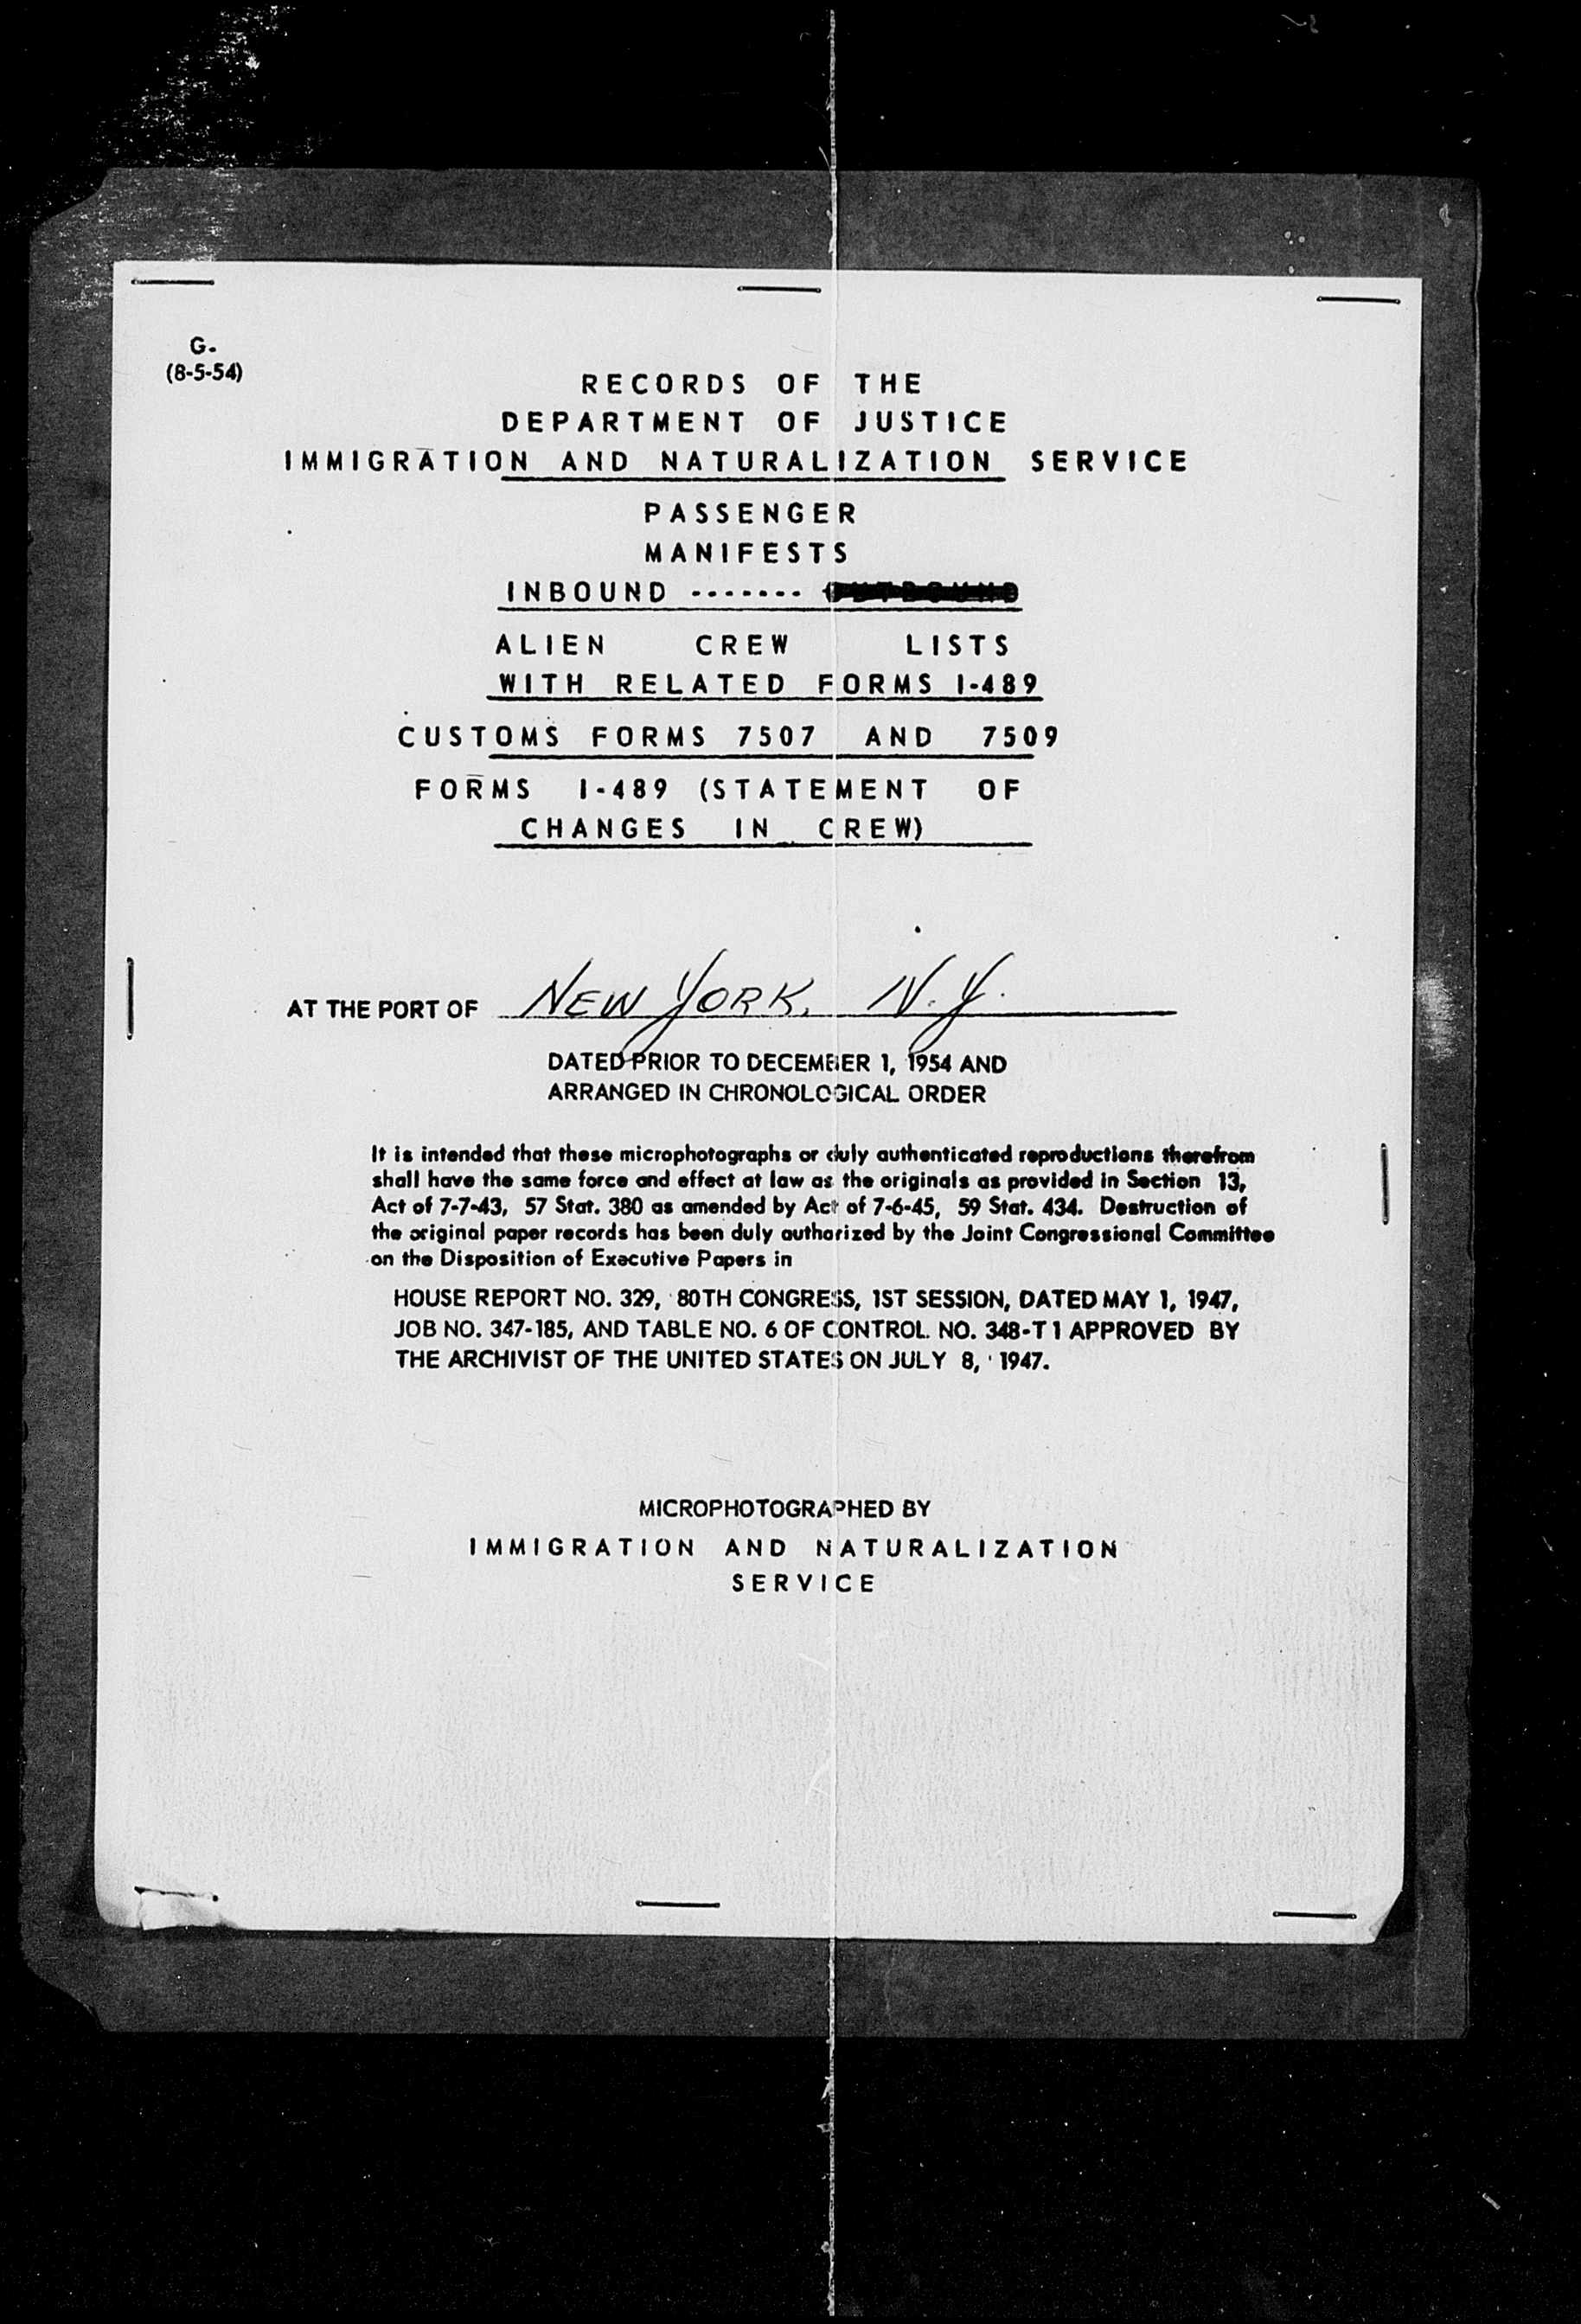 G-
(8-5-54)
RECORDS OF THE
DEPARTMENT OF JUSTICE
IMMIGRATION AND NATURALIZATION SERVICE
PASSENGER
MANIFESTS
INBOUND ------- OUTBOUND
ALIEN CREW LISTS
WITH RELATED FORMS I-489
CUSTOMS FORMS 7507 AND 7509
FORMS I-489 (STATEMENT OF
CHANGES IN CREW)
AT THE PORT OF NEW YORK, N.Y.
DATED PRIOR TO DECEMBER 1, 1954 AND
ARRANGED IN CHRONOLOGICAL ORDER
It is intended that these microphotographs or duly authenticated reproductions therefrom
shall have the same force and effect at law as the originals as provided in Section 13,
Act of 7-7-43, 57 Stat. 380 as amended by Act of 7-6-45, 59 Stat. 434. Destruction of
the original paper records has been duly authorized by the Joint Congressional Committee
on the Disposition of Executive Papers in
HOUSE REPORT NO. 329, 80TH CONGRESS, 1ST SESSION, DATED MAY 1, 1947,
JOB NO. 347-185, AND TABLE NO. 6 OF CONTROL NO. 348-T1 APPROVED BY
THE ARCHIVIST OF THE UNITED STATES ON JULY 8, 1947.
MICROPHOTOGRAPHED BY
IMMIGRATION AND NATURALIZATION
SERVICE